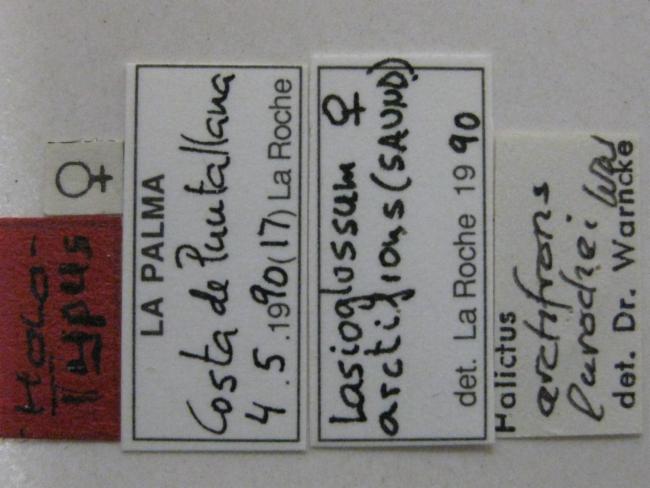 ♀
Holo-
typus
LA PALMA
Costa de Puntallana
4.5.1990(17) La Roche
Lasioglossum ♀
arctifrons (SAUND)
det. La Roche 1990
Halictus
arctifrons
larochei War
det. Dr. Warncke